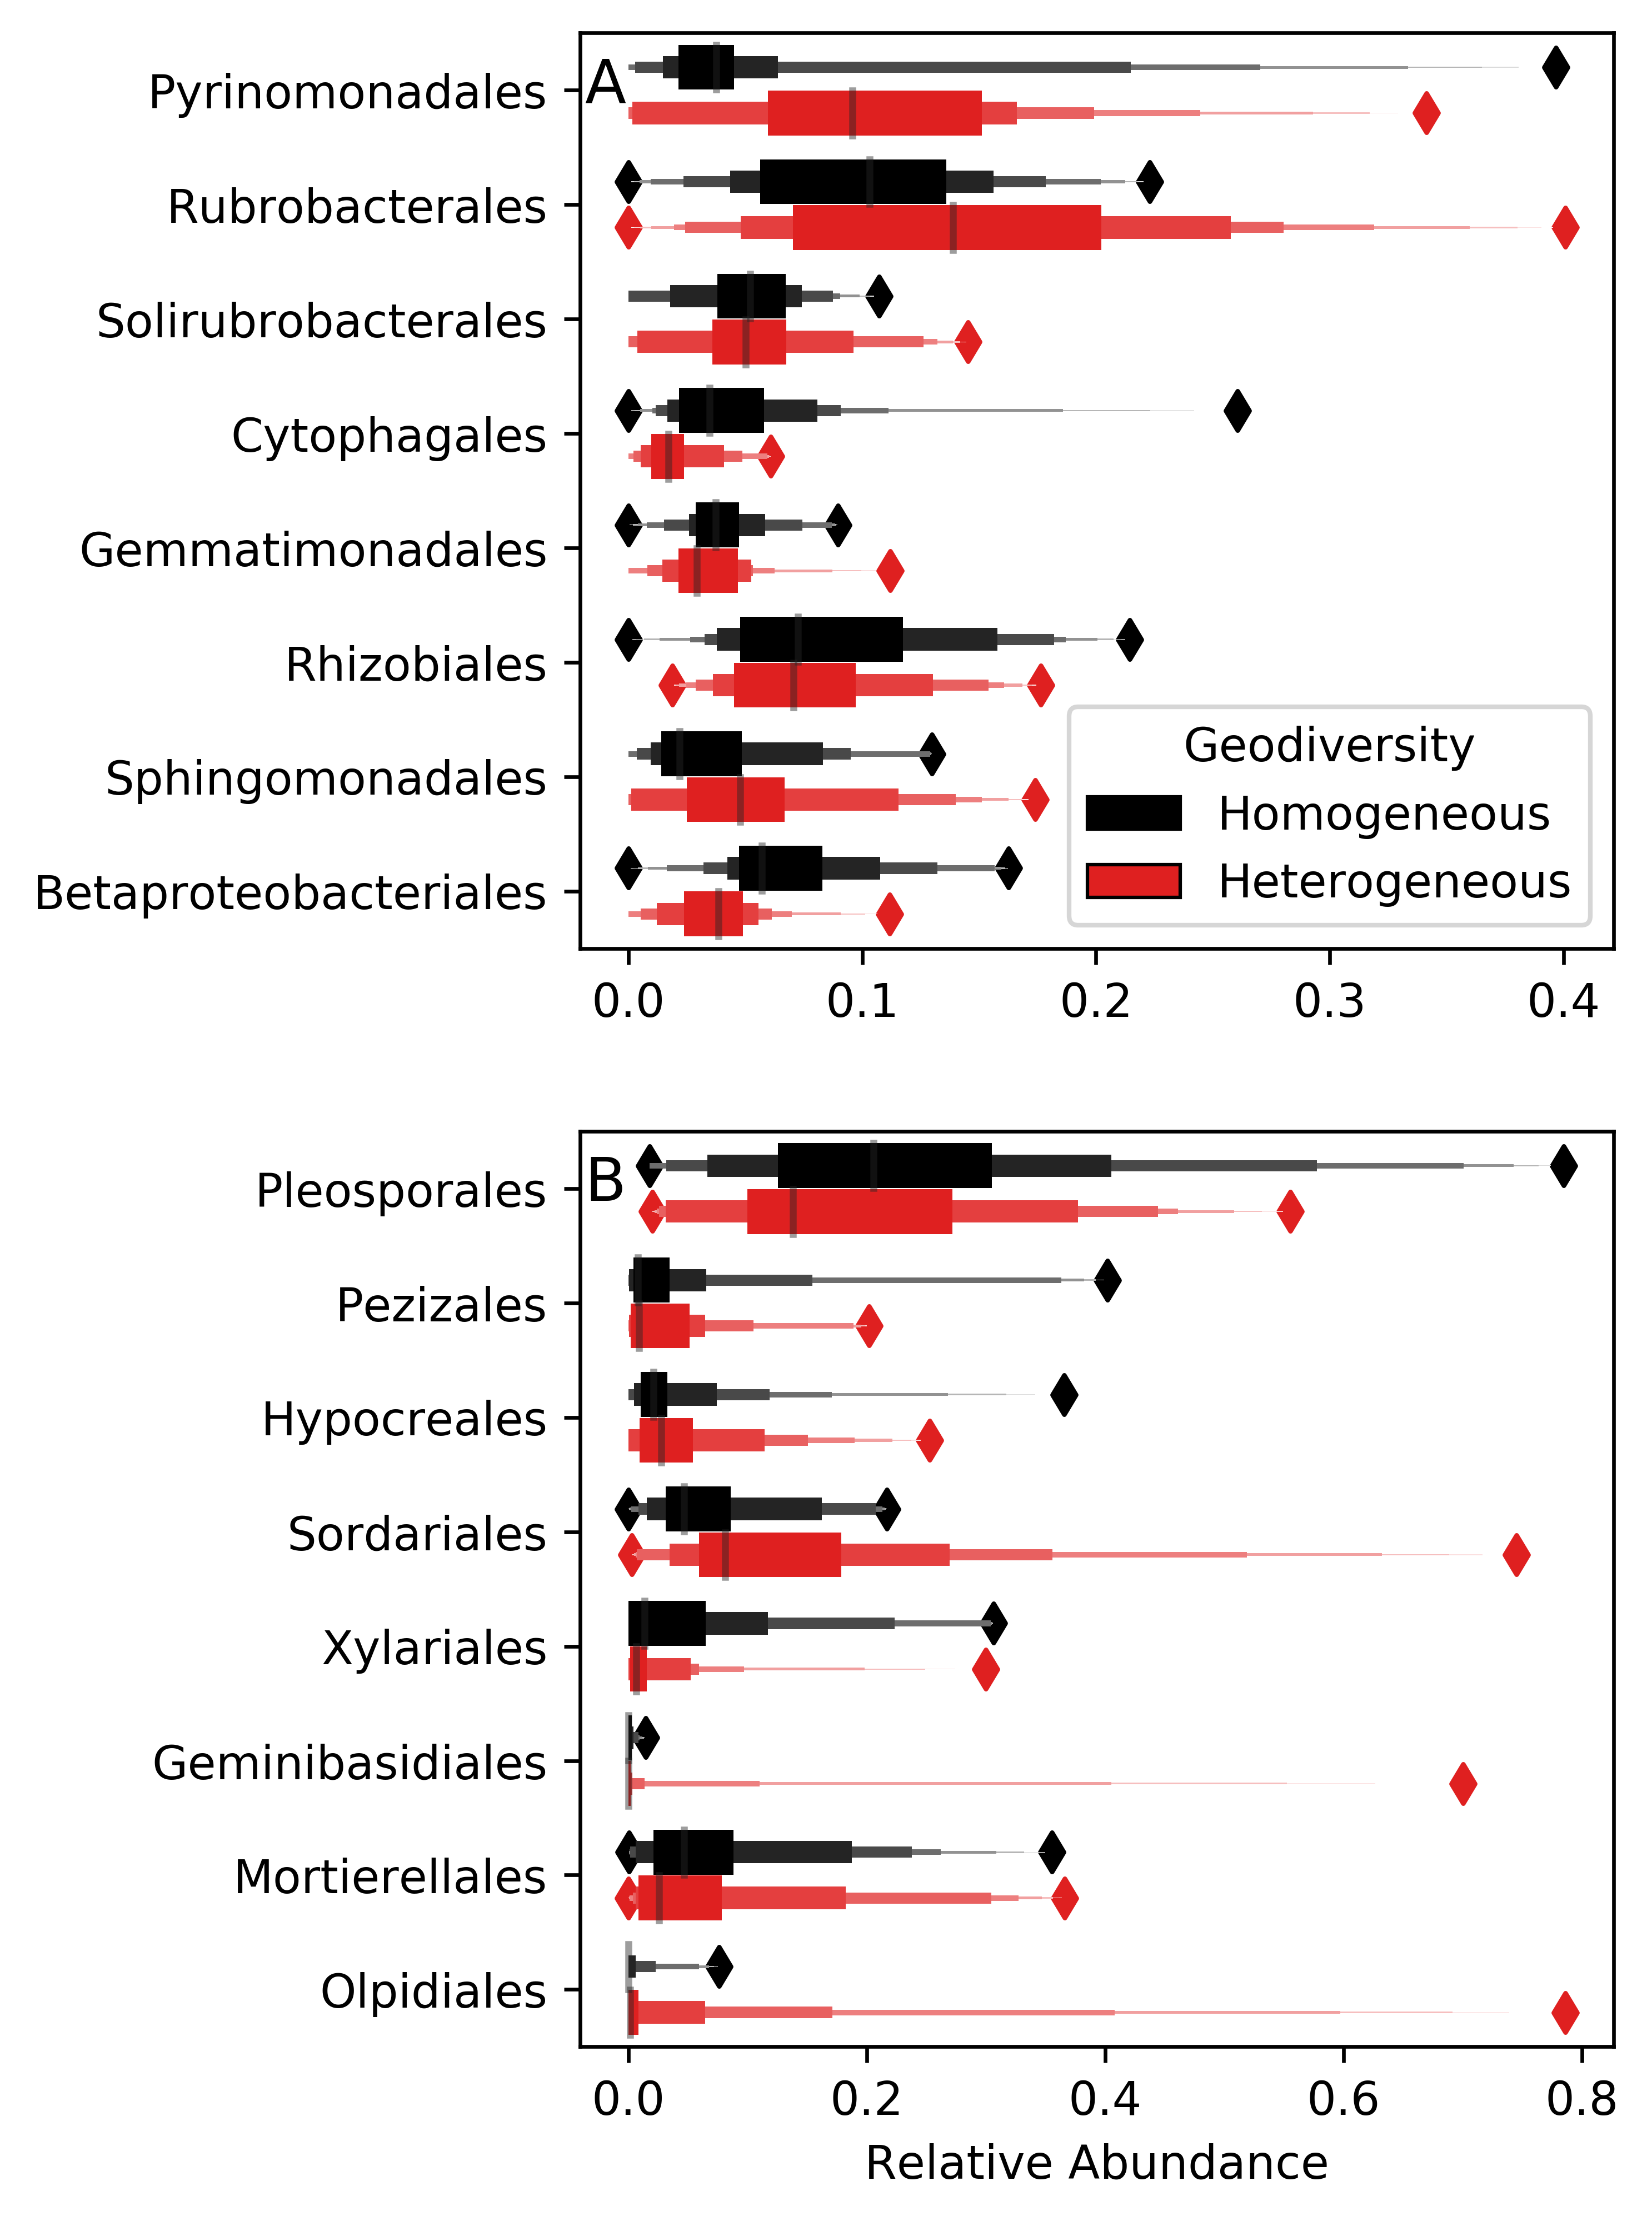 A
Pyrinomonadales
Rubrobacterales
Solirubrobacterales
Cytophagales
Gemmatimonadales
Rhizobiales
Sphingomonadales
Betaproteobacteriales
Geodiversity
Homogeneous
Heterogeneous
0.0 0.1 0.2 0.3 0.4
B
Pleosporales
Pezizales
Hypocreales
Sordariales
Xylariales
Geminibasidiales
Mortierellales
Olpidiales
0.0 0.2 0.4 0.6 0.8
Relative Abundance